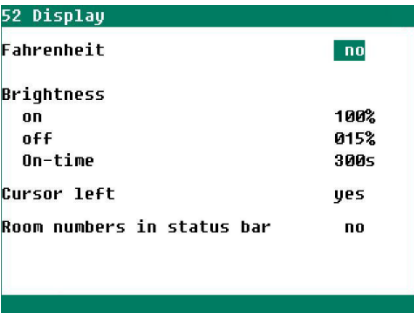 52 Display
Fahrenheit no
Brightness
on 100%
off 015%
On-time 300s
Cursor left yes
Room numbers in status bar no